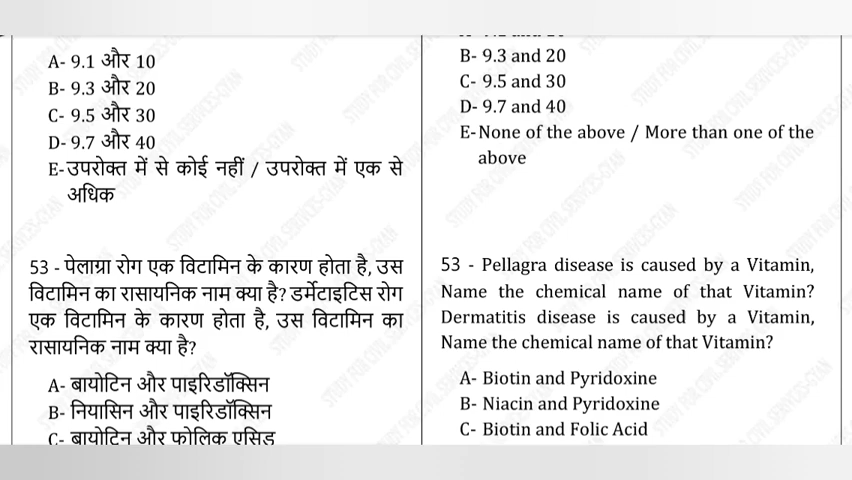 A- 9.1 और 10
B- 9.3 और 20
C- 9.5 और 30
D- 9.7 और 40
E-उपरोक्त में से कोई नहीं / उपरोक्त में एक से
अधिक
53 - पेलाग्रा रोग एक विटामिन के कारण होता है, उस
विटामिन का रासायनिक नाम क्या है? डर्मेटाइटिस रोग
एक विटामिन के कारण होता है, उस विटामिन का
रासायनिक नाम क्या है?
A- बायोटिन और पाइरिडॉक्सिन
B- नियासिन और पाइरिडॉक्सिन
C- बायोटिन और फोलिक एसिड
B- 9.3 and 20
C- 9.5 and 30
D- 9.7 and 40
E-None of the above / More than one of the
above
53 - Pellagra disease is caused by a Vitamin,
Name the chemical name of that Vitamin?
Dermatitis disease is caused by a Vitamin,
Name the chemical name of that Vitamin?
A- Biotin and Pyridoxine
B- Niacin and Pyridoxine
C- Biotin and Folic Acid
STUDY FOR CIVIL SERVICES-GYAN